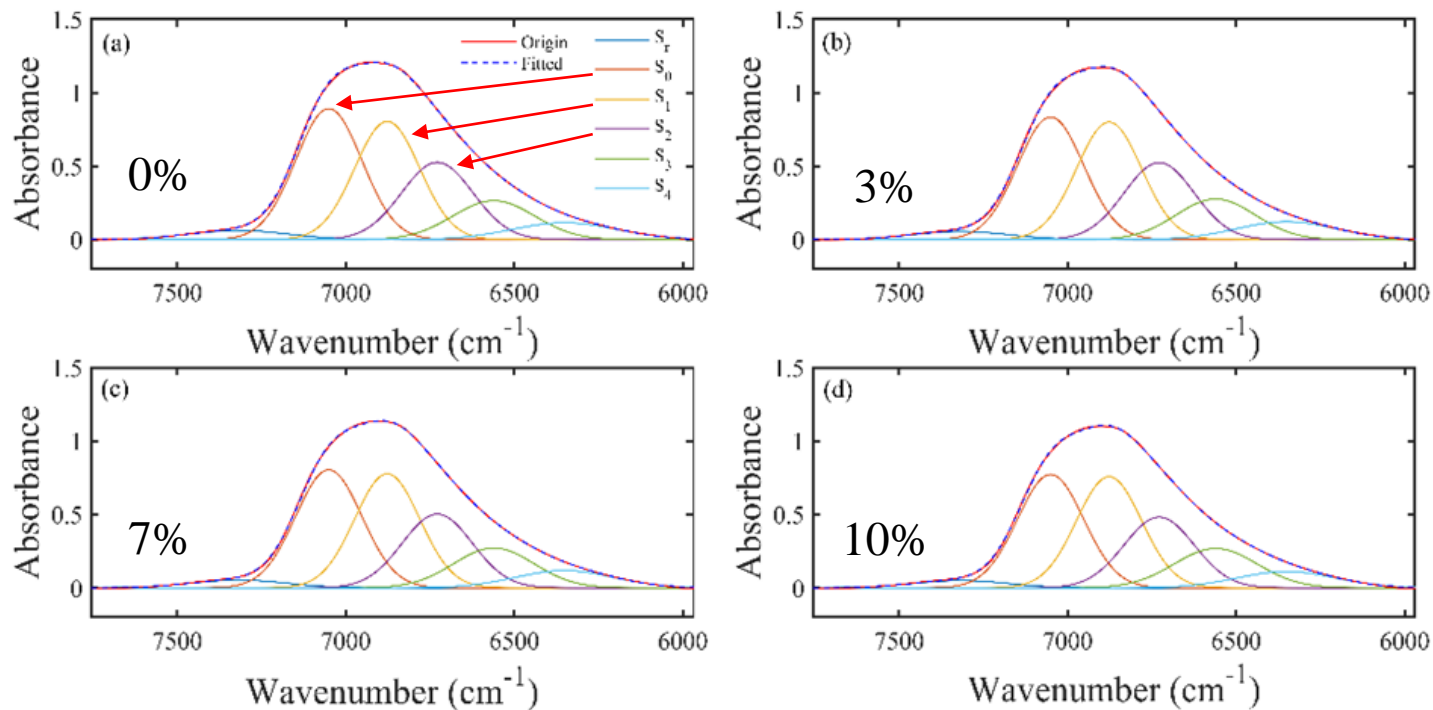 (a)
Origin
Fitted
S_r
S_0
S_1
S_2
S_3
S_4
0%
1.5
1
0.5
0
Absorbance
7500 7000 6500 6000
Wavenumber (cm⁻¹)
(b)
3%
1.5
1
0.5
0
Absorbance
7500 7000 6500 6000
Wavenumber (cm⁻¹)
(c)
7%
1.5
1
0.5
0
Absorbance
7500 7000 6500 6000
Wavenumber (cm⁻¹)
(d)
10%
1.5
1
0.5
0
Absorbance
7500 7000 6500 6000
Wavenumber (cm⁻¹)